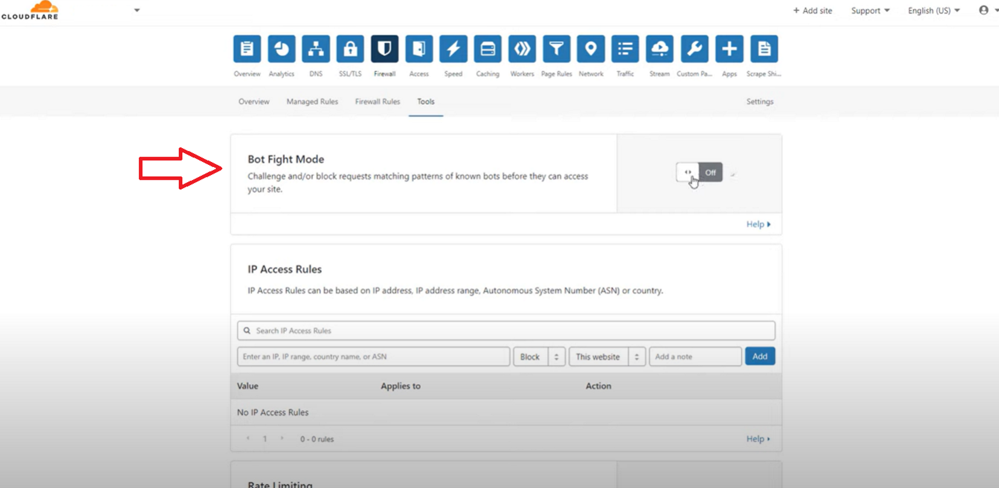 CLOUDFLARE
+ Add site
Support
English (US)
Overview
Analytics
DNS
SSL/TLS
Firewall
Access
Speed
Caching
Workers
Page Rules
Network
Traffic
Stream
Custom Pa...
Apps
Scrape Shi...
Overview
Managed Rules
Firewall Rules
Tools
Settings
Bot Fight Mode
Challenge and/or block requests matching patterns of known bots before they can access
your site.
Off
Help
IP Access Rules
IP Access Rules can be based on IP address, IP address range, Autonomous System Number (ASN) or country.
Search IP Access Rules
Enter an IP, IP range, country name, or ASN
Block
This website
Add a note
Add
Value
Applies to
Action
No IP Access Rules
1
0 - 0 rules
Help
Rate Limiting